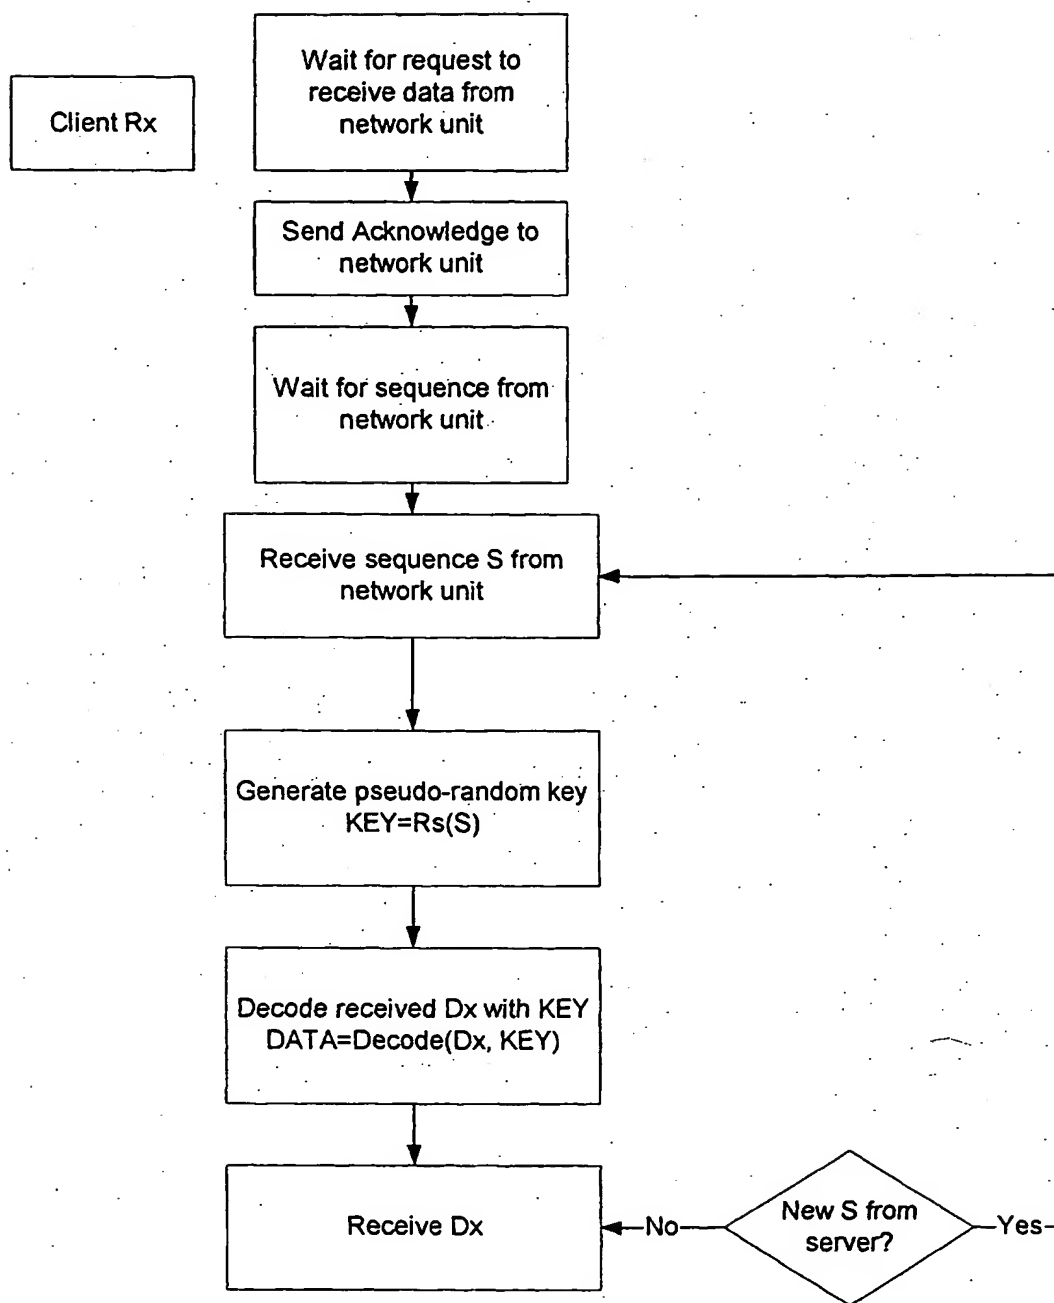 Client Rx
Wait for request to
receive data from
network unit
Send Acknowledge to
network unit
Wait for sequence from
network unit
Receive sequence S from
network unit
Generate pseudo-random key
KEY=Rs(S)
Decode received Dx with KEY
DATA=Decode(Dx, KEY)
Receive Dx
No
New S from
server?
Yes